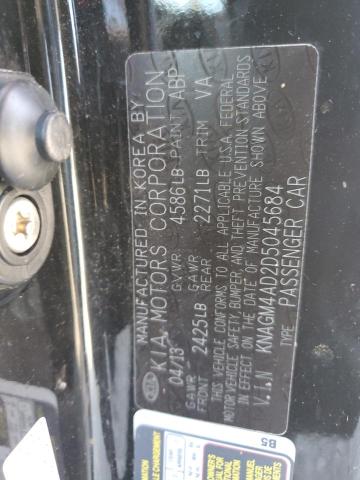 MANUFACTURED IN KOREA BY:
KIA MOTORS CORPORATION
04/13 GVWR 4586LB PAINT ABP
GAWR FRONT 2425LB GAWR REAR 2271LB TRIM VA
THIS VEHICLE CONFORMS TO ALL APPLICABLE U.S.A FEDERAL
MOTOR VEHICLE SAFETY, BUMPER, AND THEFT PREVENTION STANDARDS
IN EFFECT ON THE DATE OF MANUFACTURE SHOWN ABOVE.
V.I.N KNAGM4AD2D5045684
TYPE PASSENGER CAR
KIA
B5